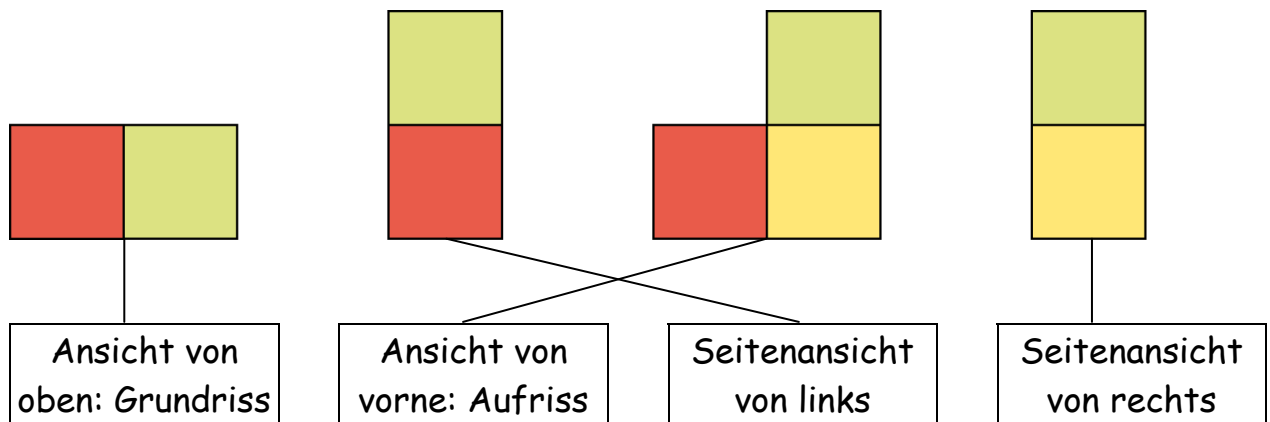 Ansicht von
oben: Grundriss
Ansicht von
vorne: Aufriss
Seitenansicht
von links
Seitenansicht
von rechts